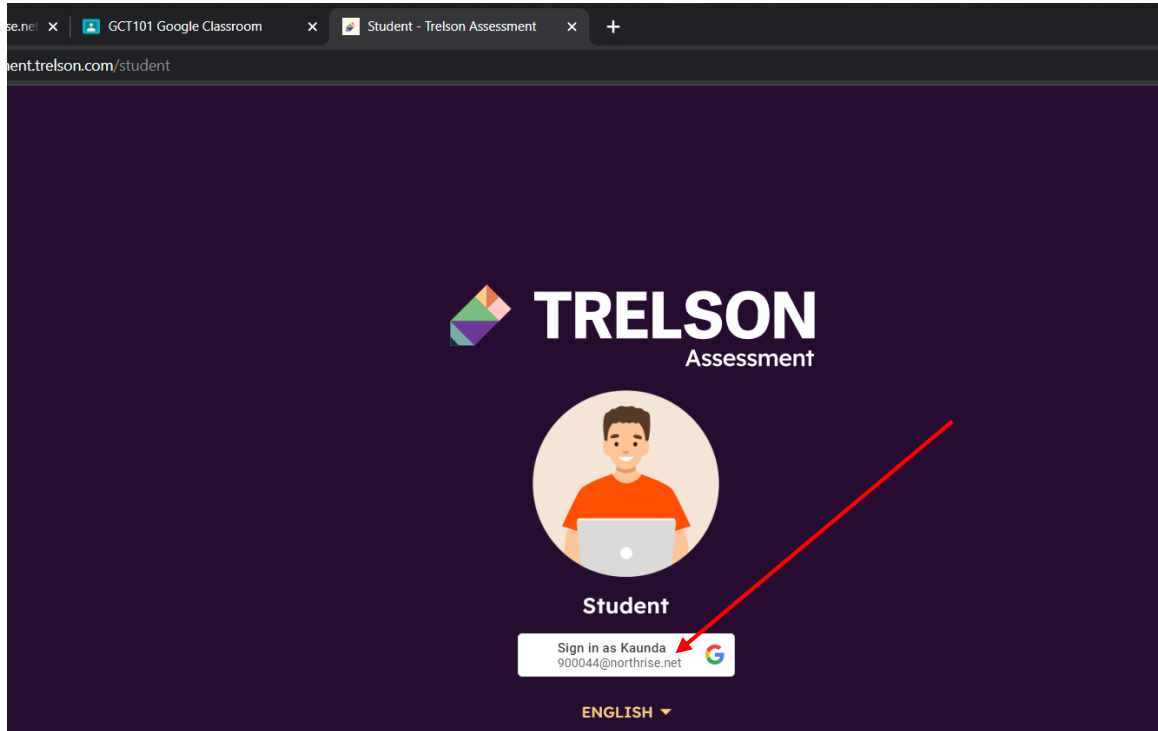 se.net
GCT101 Google Classroom
Student - Trelson Assessment
nent.trelson.com/student
TRELSON
Assessment
Student
Sign in as Kaunda
900044@northrise.net
ENGLISH